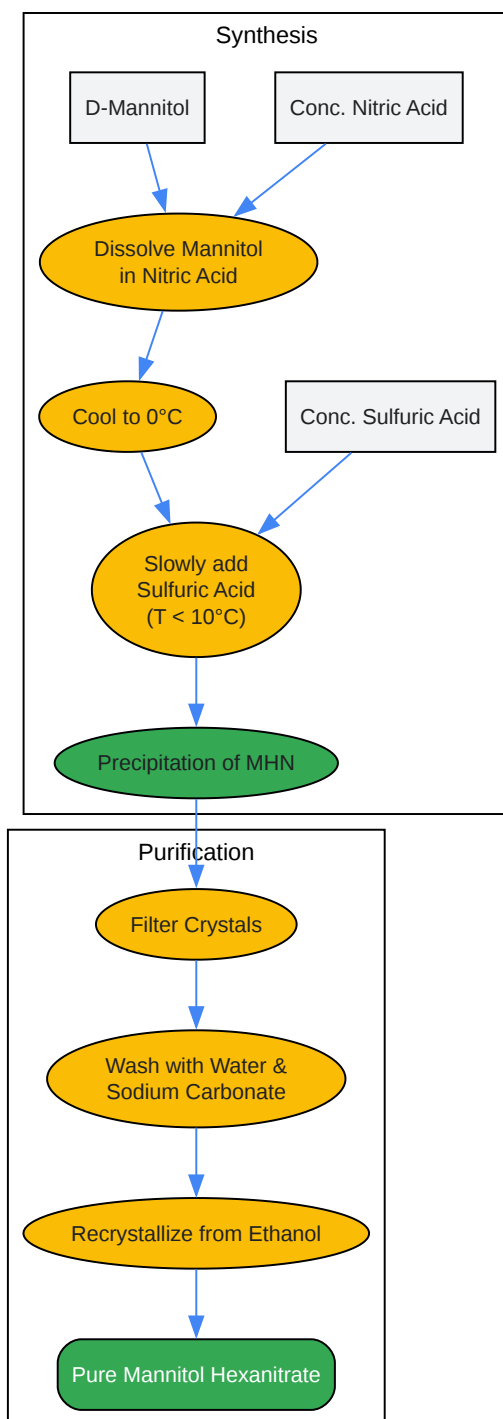 Synthesis
D-Mannitol
Conc. Nitric Acid
Dissolve Mannitol
in Nitric Acid
Cool to 0°C
Conc. Sulfuric Acid
Slowly add
Sulfuric Acid
(T < 10°C)
Precipitation of MHN
Purification
Filter Crystals
Wash with Water &
Sodium Carbonate
Recrystallize from Ethanol
Pure Mannitol Hexanitrate